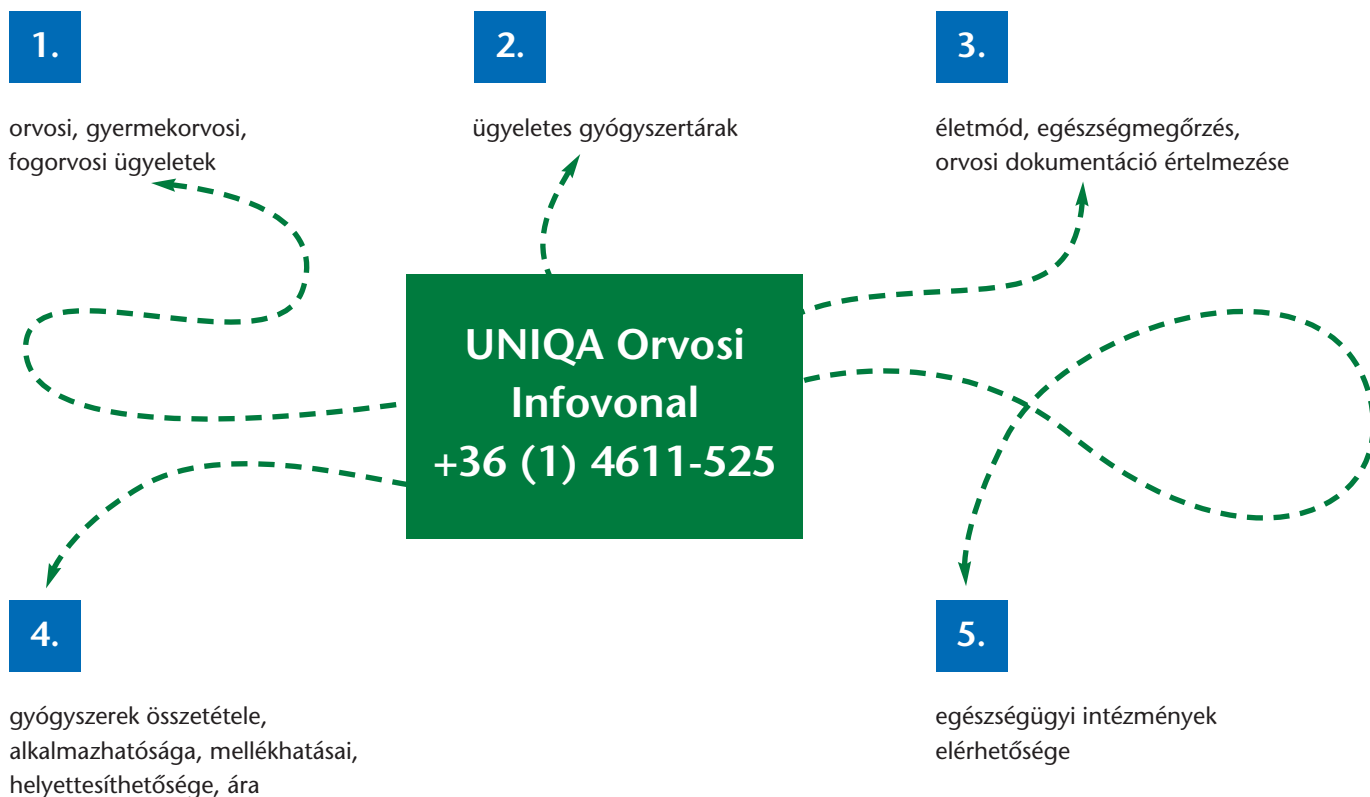 1.
orvosi, gyermekorvosi,
fogorvosi ügyeletek
2.
ügyeletes gyógyszertárak
3.
életmód, egészségmegőrzés,
orvosi dokumentáció értelmezése
UNIQA Orvosi
Infovonal
+36 (1) 4611-525
4.
gyógyszerek összetétele,
alkalmazhatósága, mellékhatásai,
helyettesíthetősége, ára
5.
egészségügyi intézmények
elérhetősége